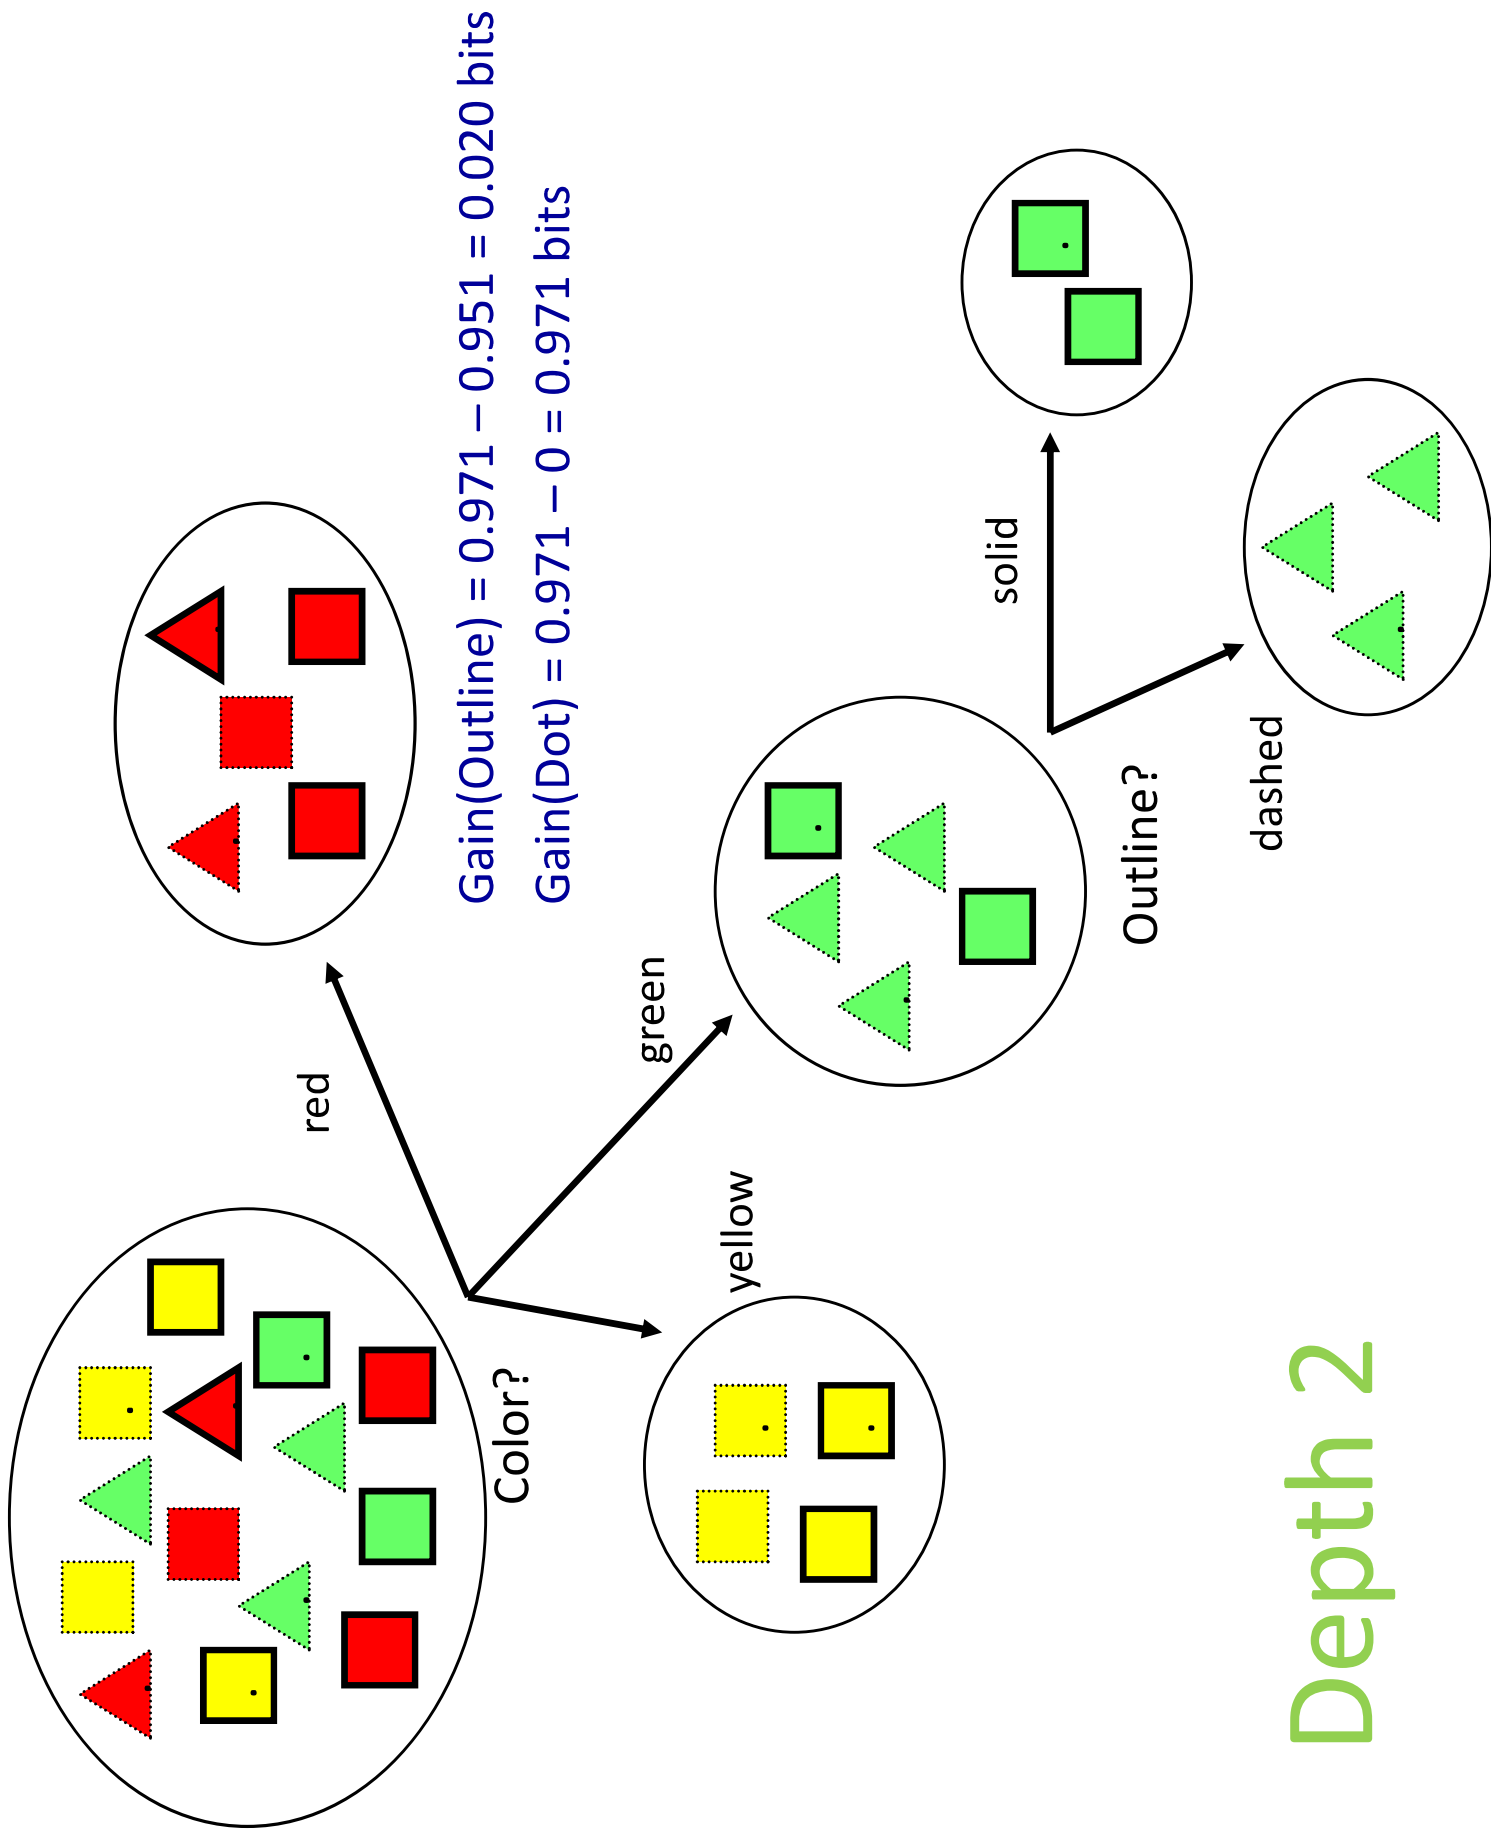 Depth 2
Color?
red
green
yellow
Gain(Outline) = 0.971 – 0.951 = 0.020 bits
Gain(Dot) = 0.971 – 0 = 0.971 bits
Outline?
solid
dashed